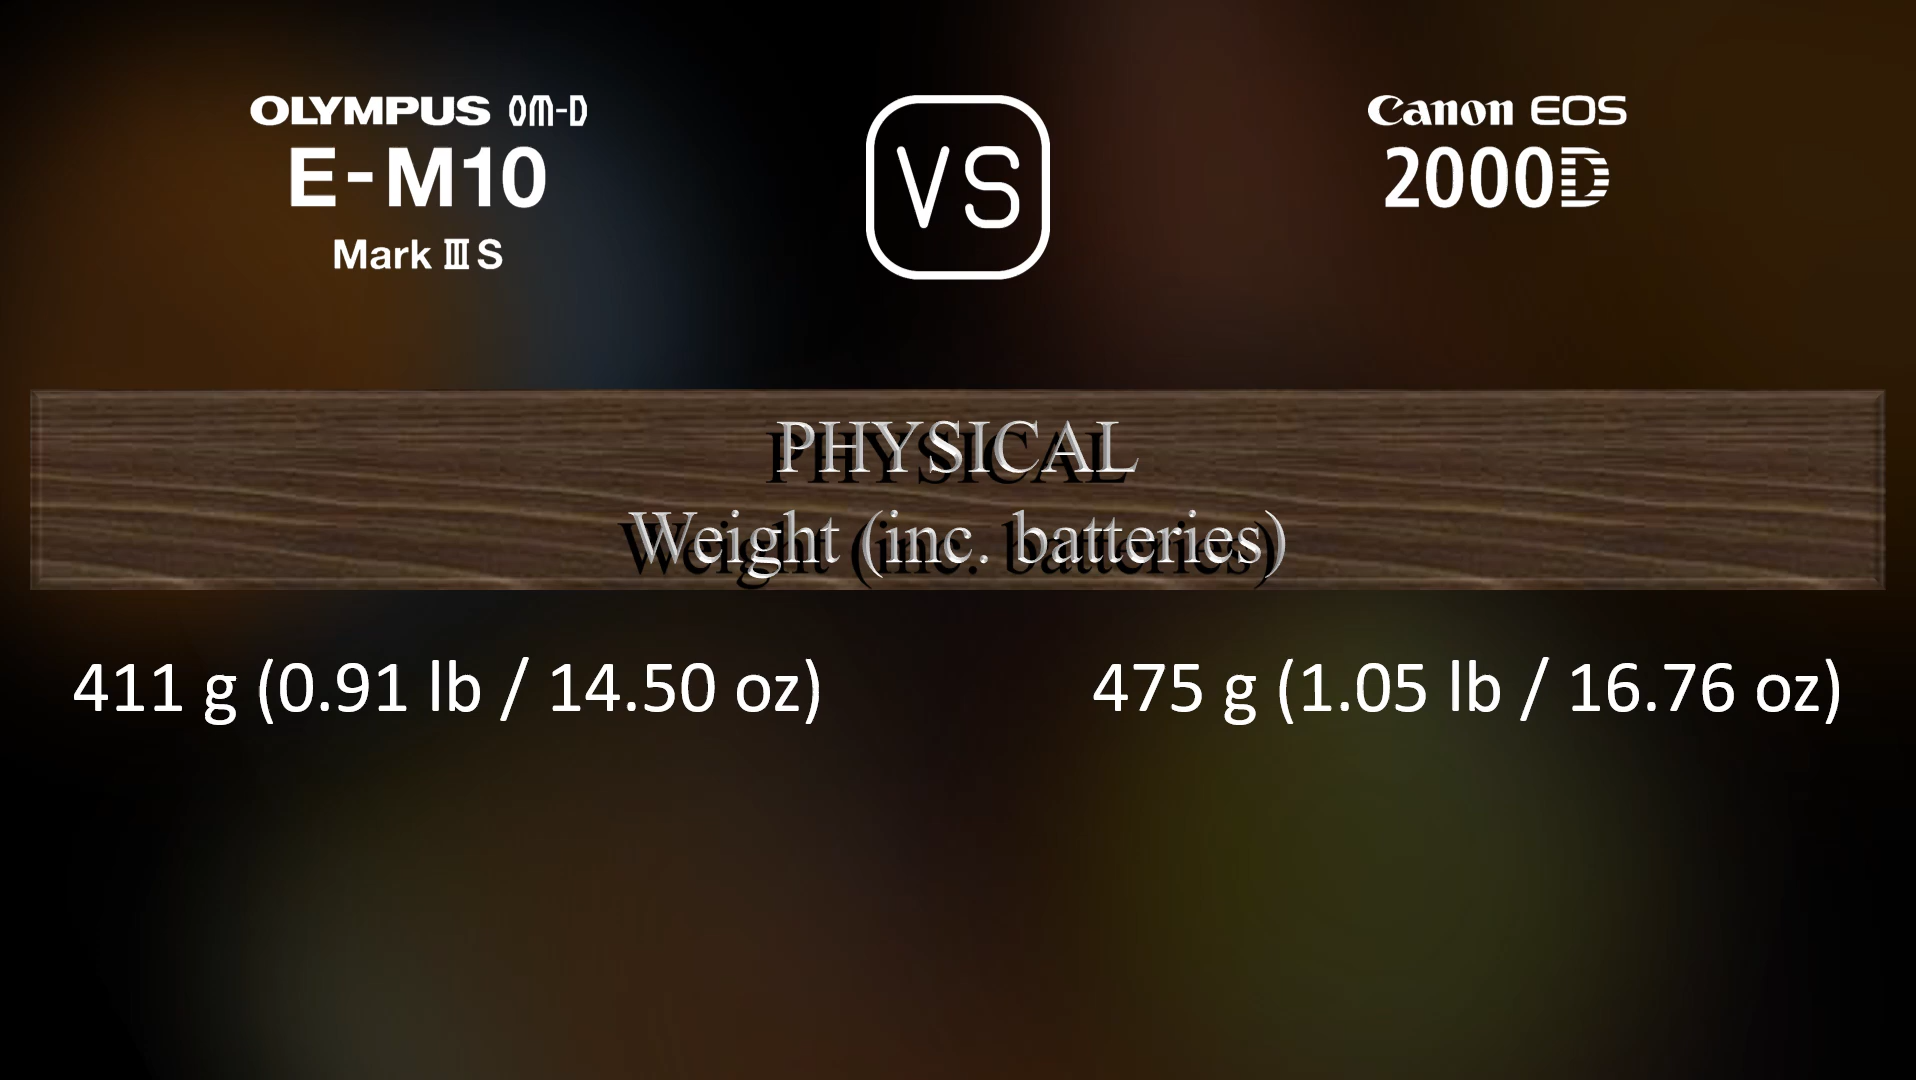 OLYMPUS OM-D
E-M10
Mark III S
VS
Canon EOS
2000D
PHYSICAL
Weight (inc. batteries)
411 g (0.91 lb / 14.50 oz)
475 g (1.05 lb / 16.76 oz)